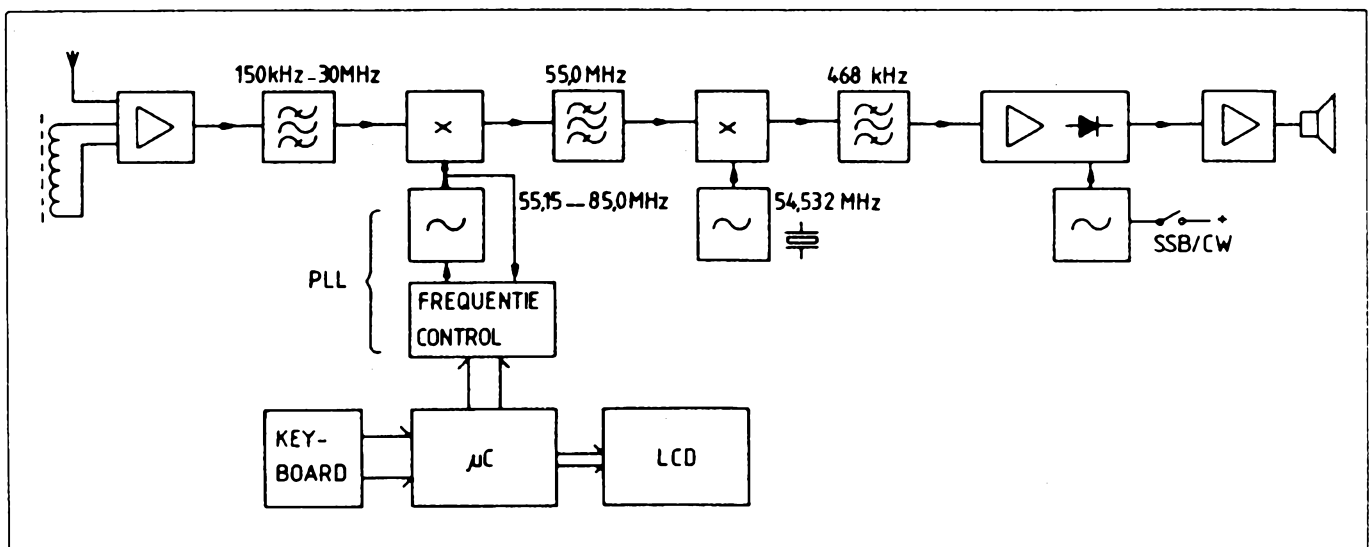 150kHz–30MHz
55,0MHz
468 kHz
x
x
55,15—85,0MHz
54,532 MHz
+
SSB/CW
PLL
FREQUENTIE
CONTROL
KEY-
BOARD
µC
LCD